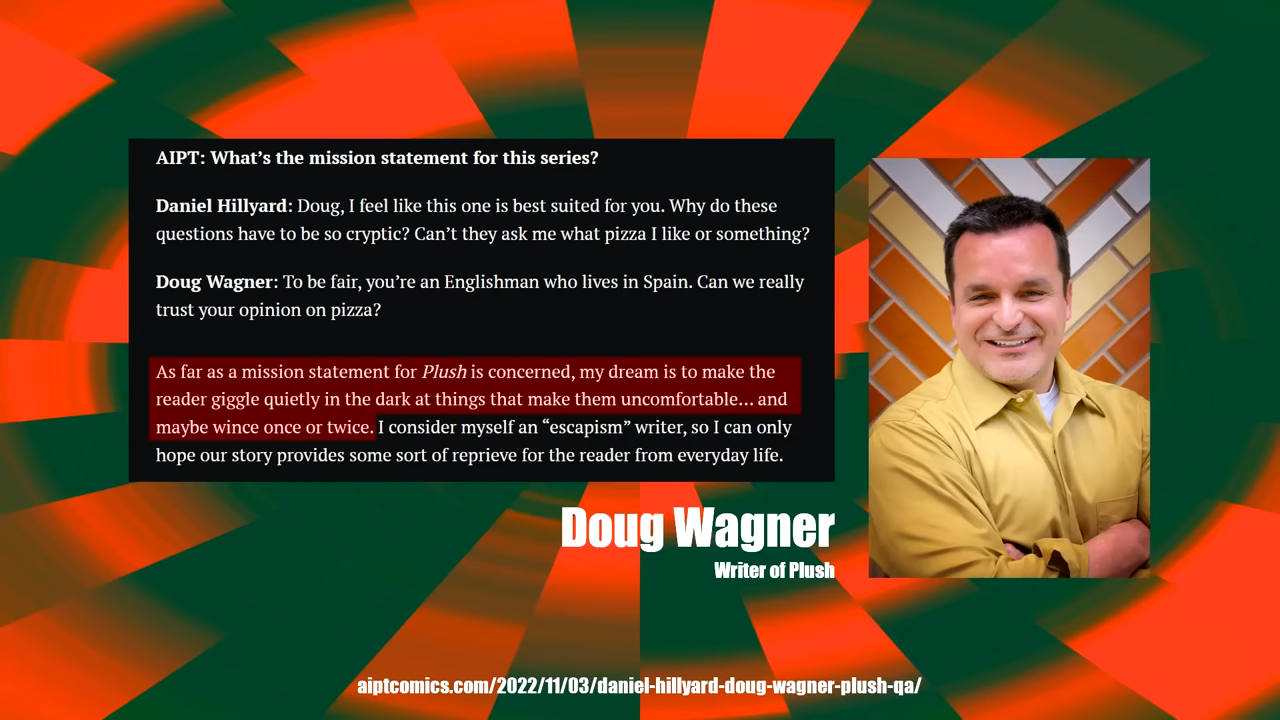 AIPT: What’s the mission statement for this series?
Daniel Hillyard: Doug, I feel like this one is best suited for you. Why do these
questions have to be so cryptic? Can’t they ask me what pizza I like or something?
Doug Wagner: To be fair, you’re an Englishman who lives in Spain. Can we really
trust your opinion on pizza?
As far as a mission statement for Plush is concerned, my dream is to make the
reader giggle quietly in the dark at things that make them uncomfortable… and
maybe wince once or twice. I consider myself an “escapism” writer, so I can only
hope our story provides some sort of reprieve for the reader from everyday life.
Doug Wagner
Writer of Plush
aiptcomics.com/2022/11/03/daniel-hillyard-doug-wagner-plush-qa/